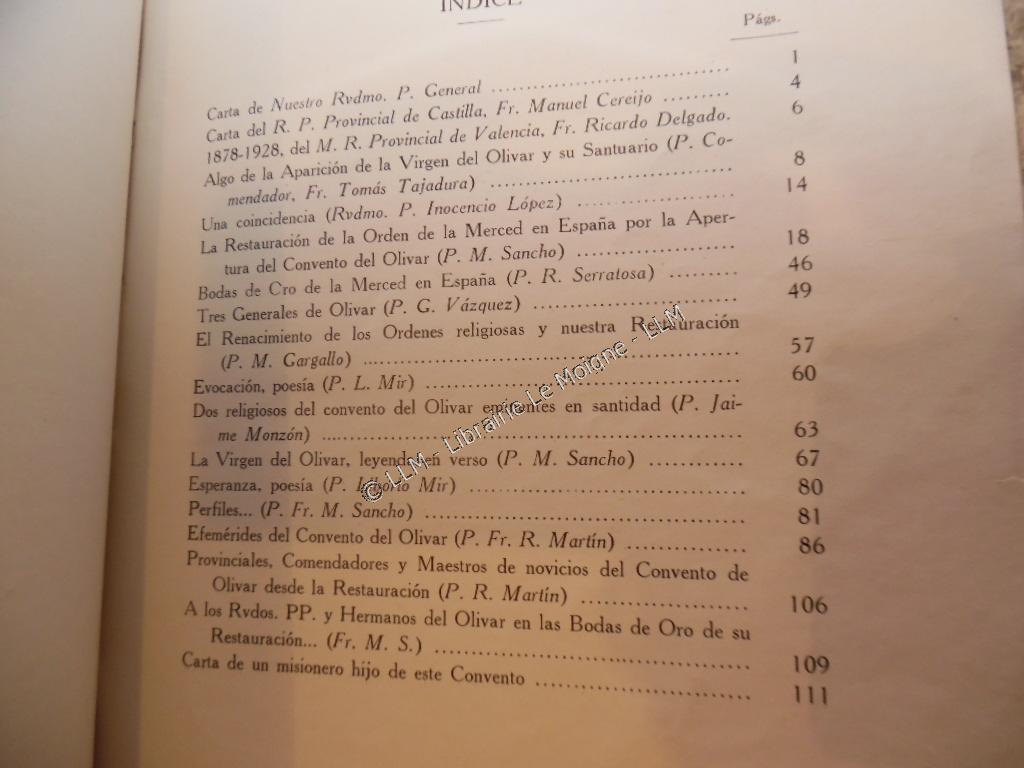 INDICE
Págs.
Carta de Nuestro Rvdmo. P. General ........ 1
Carta del R. P. Provincial de Castilla, Fr. Manuel Cereijo ........ 4
1878-1928, del M. R. Provincial de Valencia, Fr. Ricardo Delgado. 6
Algo de la Aparición de la Virgen del Olivar y su Santuario (P. Co-
mendador, Fr. Tomás Tajadura) ........ 8
Una coincidencia (Rvdmo. P. Inocencio López) ........ 14
La Restauración de la Orden de la Merced en España por la Aper-
tura del Convento del Olivar (P. M. Sancho) ........ 18
Bodas de Cro de la Merced en España (P. R. Serratosa) ........ 46
Tres Generales de Olivar (P. G. Vázquez) ........ 49
El Renacimiento de los Ordenes religiosas y nuestra Restauración
(P. M. Gargallo) ........ 57
Evocación, poesía (P. L. Mir) ........ 60
Dos religiosos del convento del Olivar eminentes en santidad (P. Jai-
me Monzón) ........ 63
La Virgen del Olivar, leyenda en verso (P. M. Sancho) ........ 67
Esperanza, poesía (P. Liborio Mir) ........ 80
Perfiles... (P. Fr. M. Sancho) ........ 81
Efemérides del Convento del Olivar (P. Fr. R. Martín) ........ 86
Provinciales, Comendadores y Maestros de novicios del Convento de
Olivar desde la Restauración (P. R. Martín) ........ 106
A los Rvdos. PP. y Hermanos del Olivar en las Bodas de Oro de su
Restauración... (Fr. M. S.) ........ 109
Carta de un misionero hijo de este Convento ........ 111
© LLM - Librairie Le Moigne - LLM